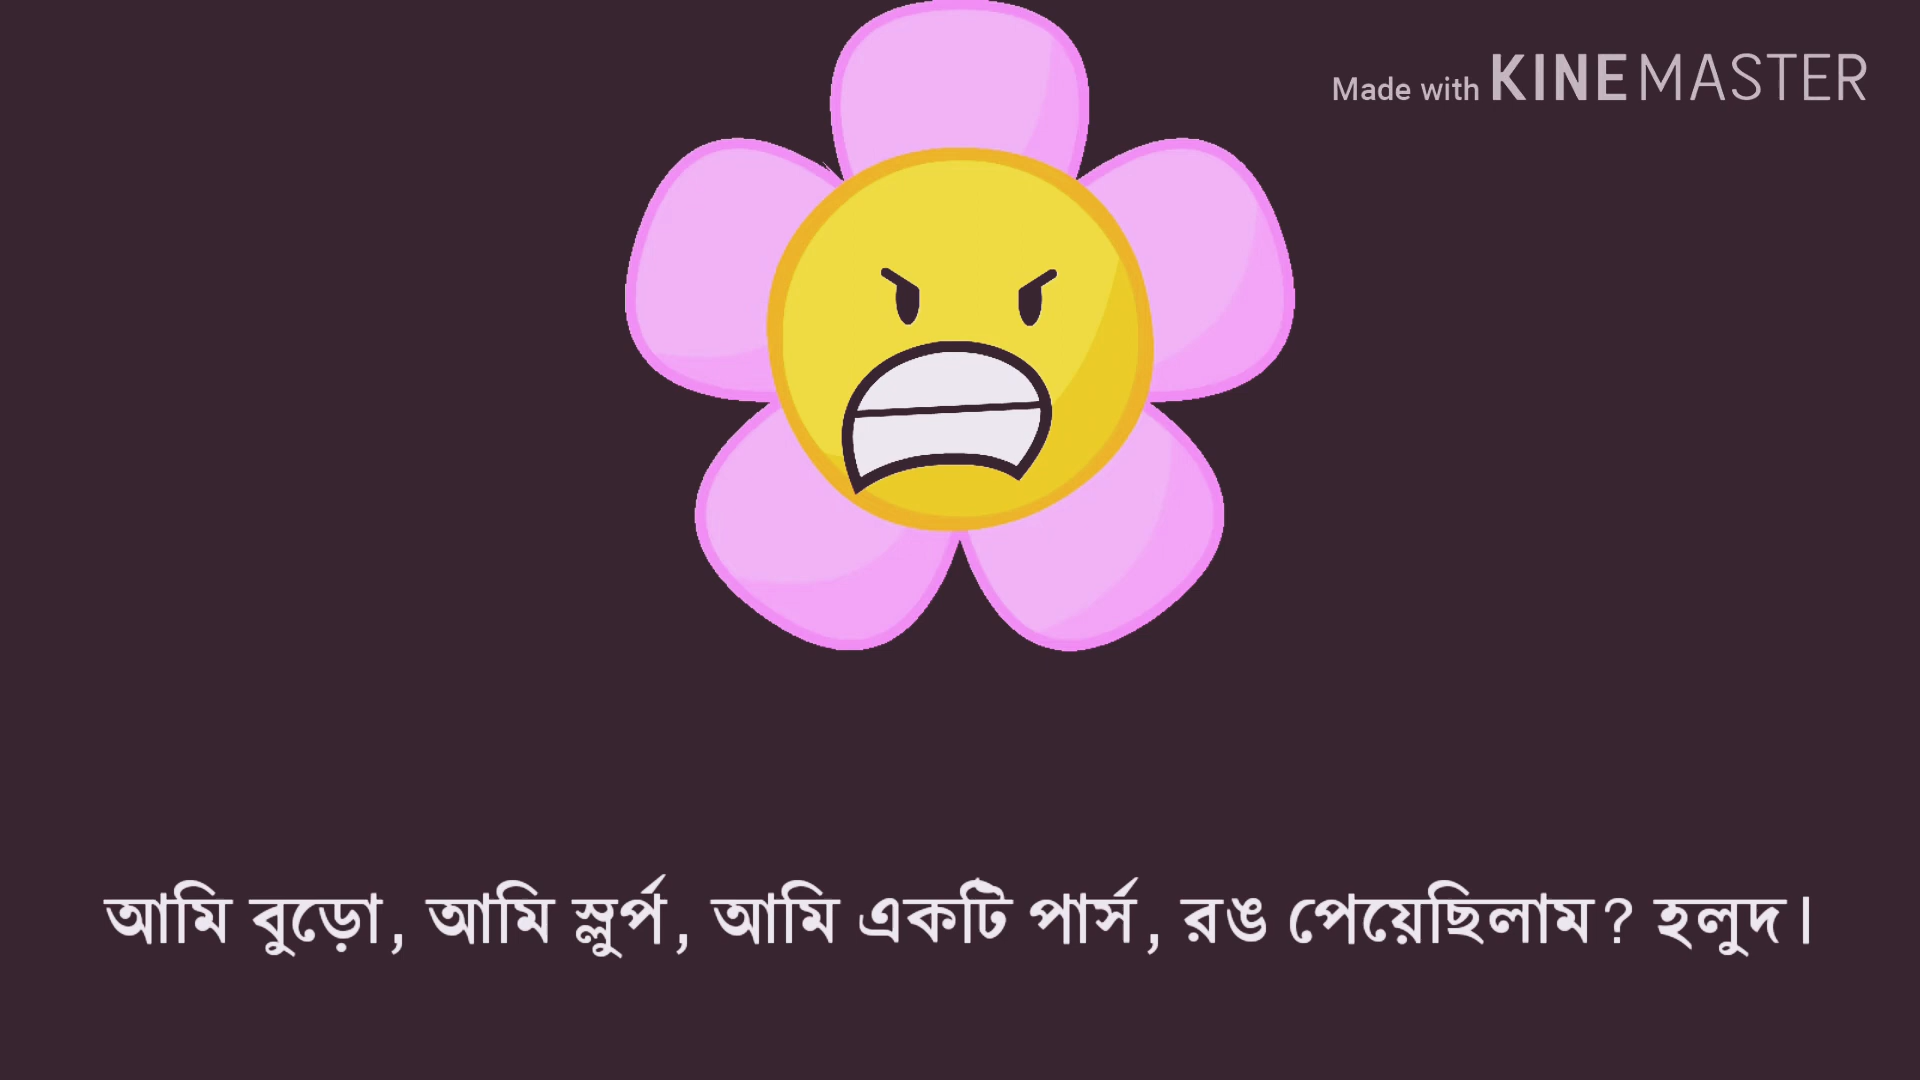 Made with KINEMASTER
আমি বুড়ো, আমি স্লুর্প, আমি একটি পার্স, রঙ পেয়েছিলাম? হলুদ।